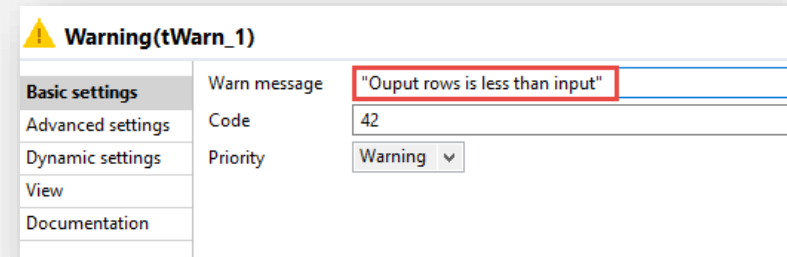 Warning(tWarn_1)
Basic settings
Warn message "Ouput rows is less than input"
Advanced settings
Code 42
Dynamic settings
Priority Warning
View
Documentation